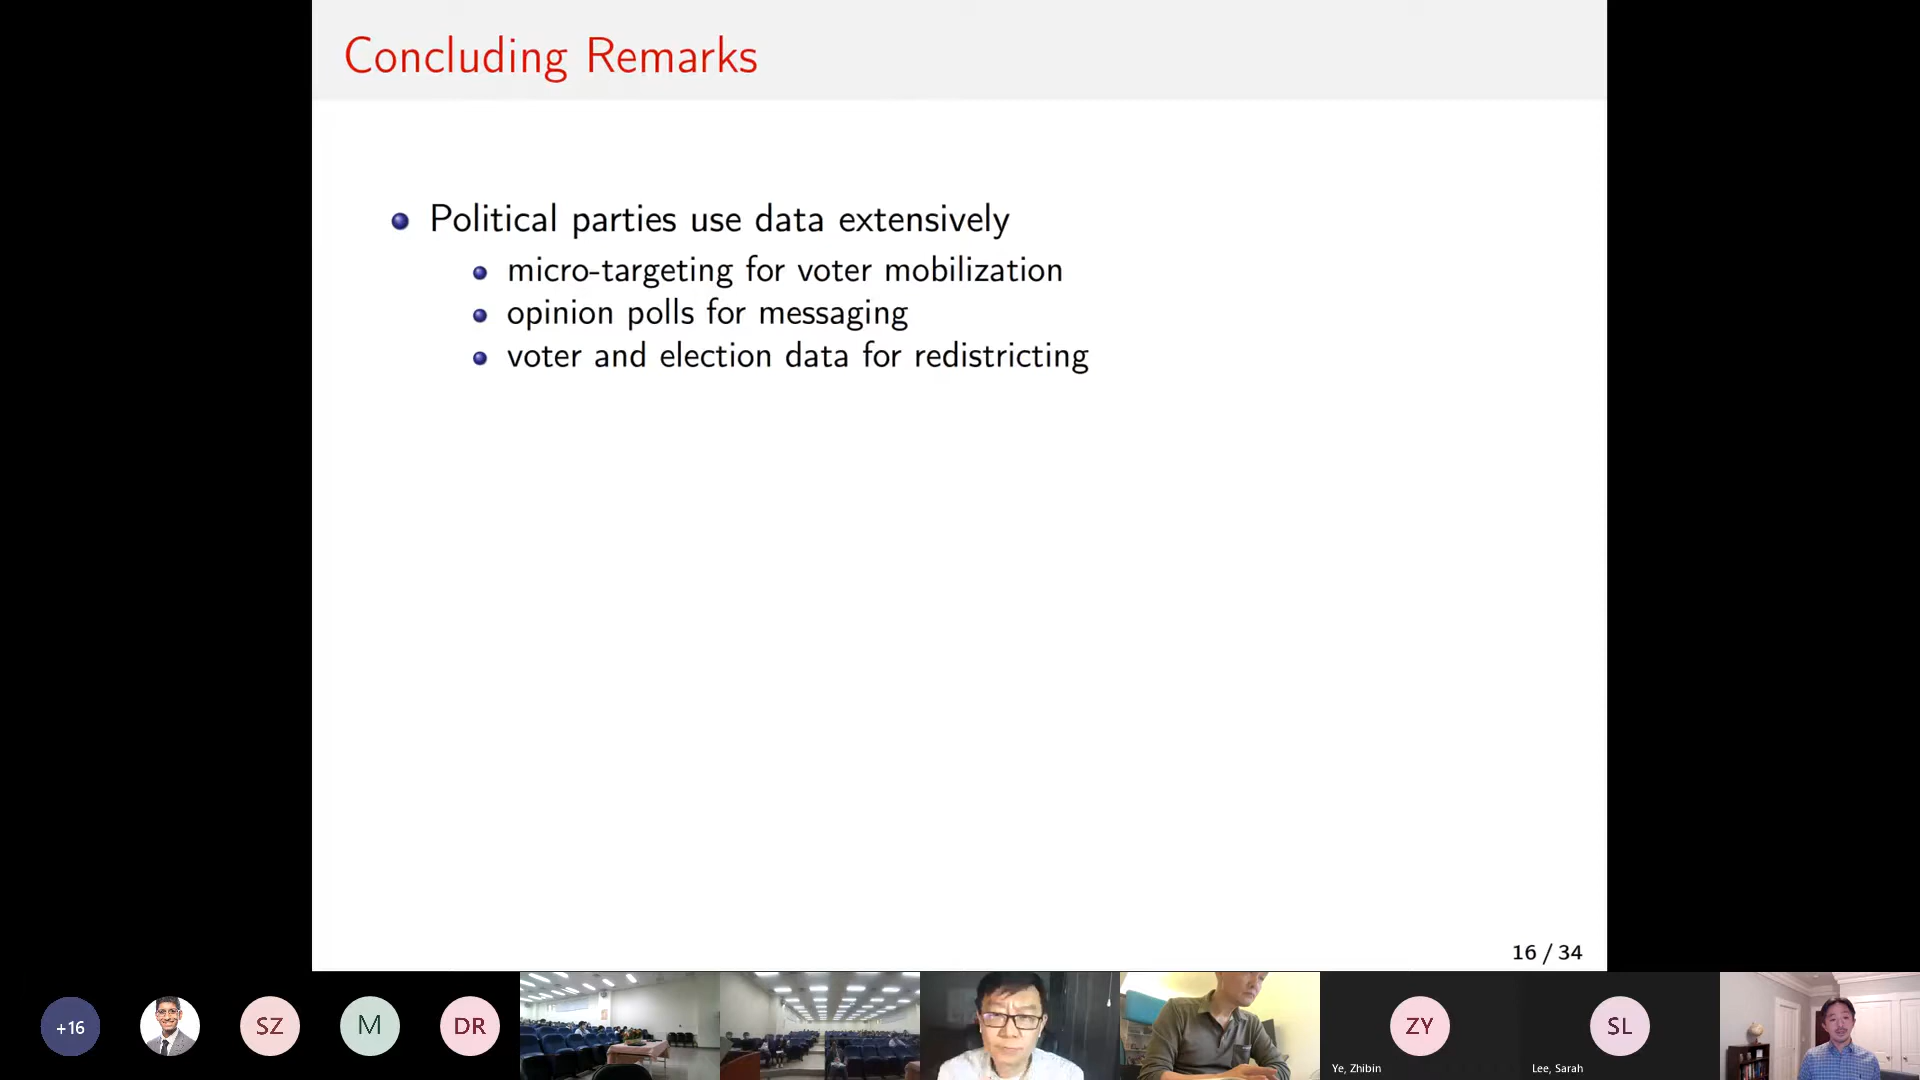 Concluding Remarks
Political parties use data extensively
micro-targeting for voter mobilization
opinion polls for messaging
voter and election data for redistricting
16 / 34
+16
SZ
M
DR
ZY
SL
Ye, Zhibin
Lee, Sarah